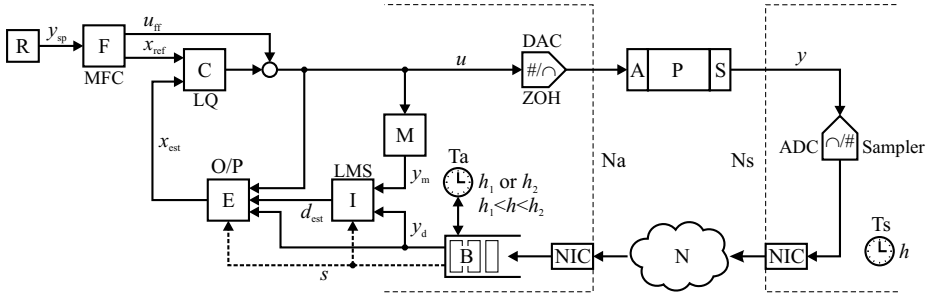 R
y_sp
F
MFC
u_ff
x_ref
C
LQ
u
DAC
#/∩
ZOH
A P S
y
ADC
∩/#
Sampler
x_est
M
O/P
E
LMS
I
y_m
d_est
y_d
s
Ta
h_1 or h_2
h_1<h<h_2
B
Na
Ns
NIC
N
NIC
Ts
h